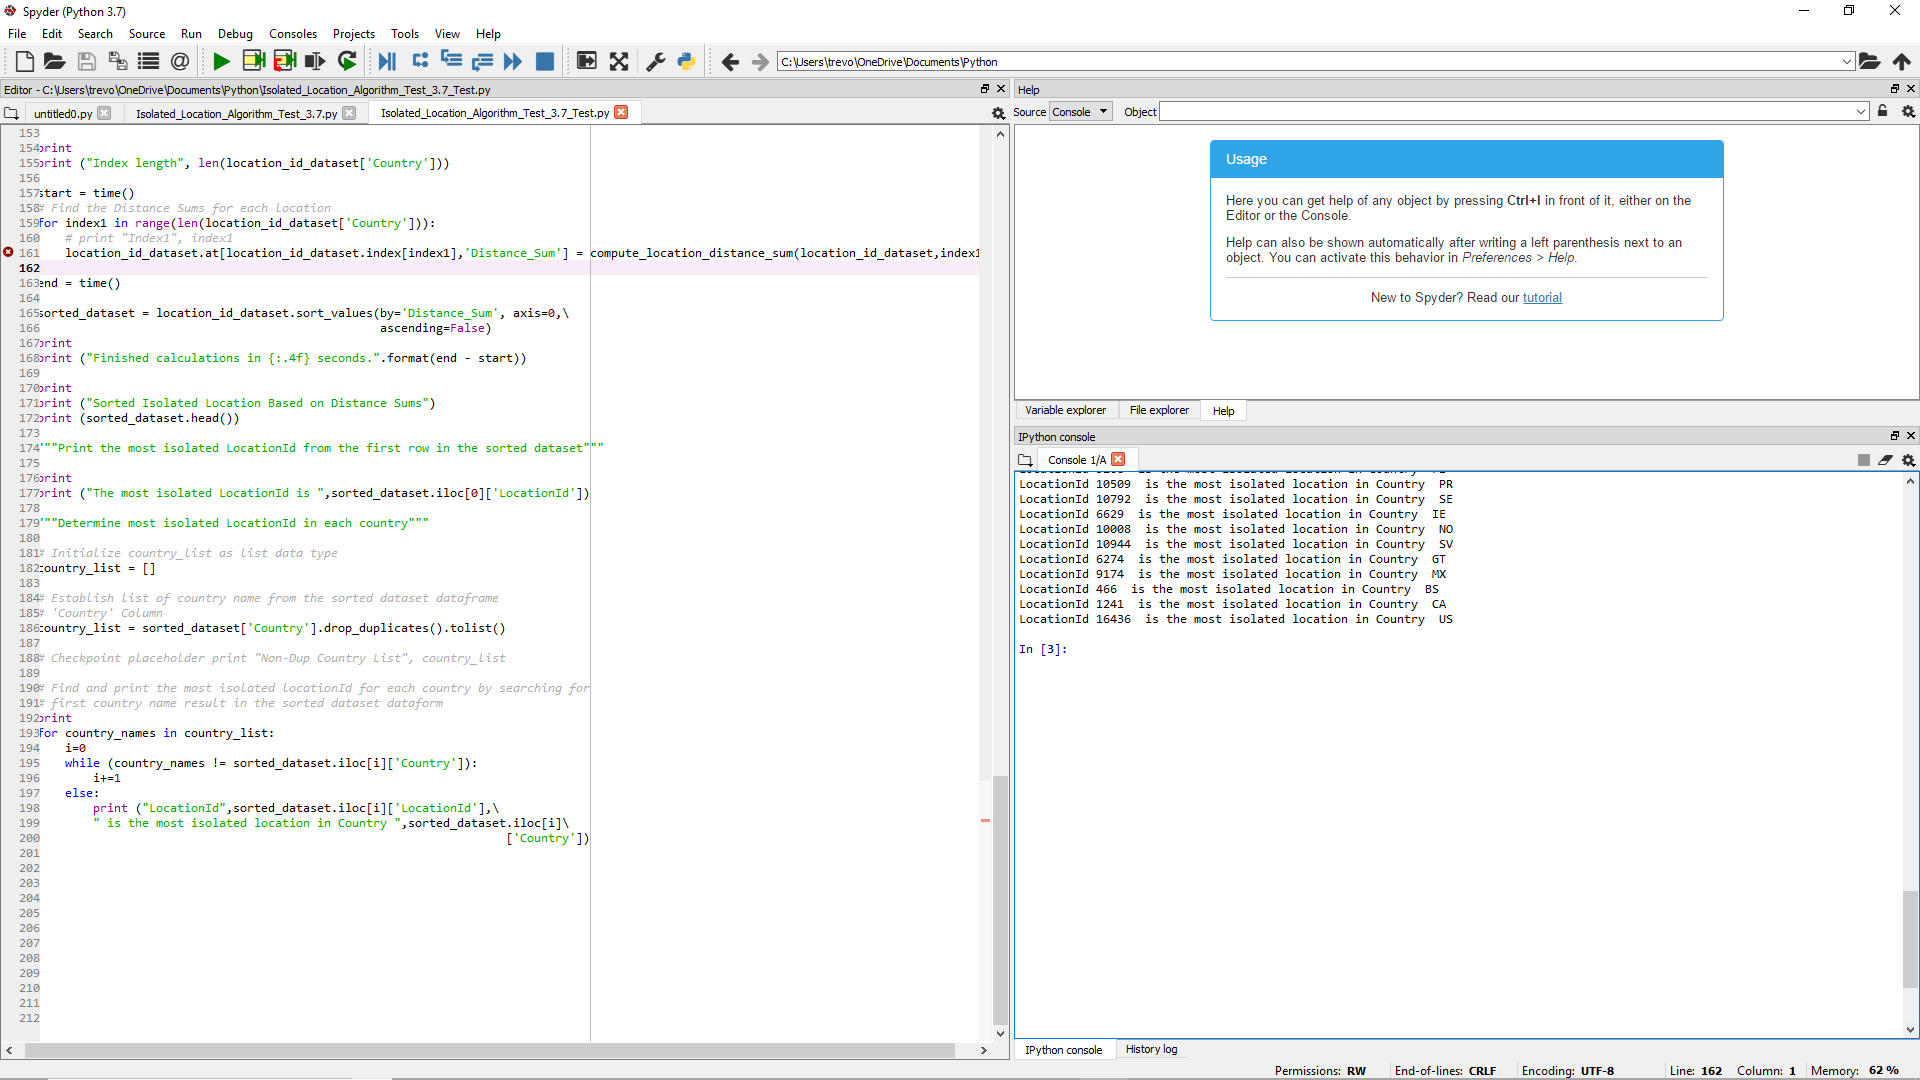 Spyder (Python 3.7)
File Edit Search Source Run Debug Consoles Projects Tools View Help
C:\Users\trevo\OneDrive\Documents\Python
Editor - C:\Users\trevo\OneDrive\Documents\Python\Isolated_Location_Algorithm_Test_3.7_Test.py
untitled0.py Isolated_Location_Algorithm_Test_3.7.py Isolated_Location_Algorithm_Test_3.7_Test.py
153
154 print
155 print ("Index length", len(location_id_dataset['Country']))
156
157 start = time()
158 # Find the Distance Sums for each location
159 for index1 in range(len(location_id_dataset['Country'])):
160     # print "Index1", index1
161     location_id_dataset.at[location_id_dataset.index[index1],'Distance_Sum'] = compute_location_distance_sum(location_id_dataset,index1
162
163 end = time()
164
165 sorted_dataset = location_id_dataset.sort_values(by='Distance_Sum', axis=0,\
166                                                  ascending=False)
167 print
168 print ("Finished calculations in {:.4f} seconds.".format(end - start))
169
170 print
171 print ("Sorted Isolated Location Based on Distance Sums")
172 print (sorted_dataset.head())
173
174 """Print the most isolated LocationId from the first row in the sorted dataset"""
175
176 print
177 print ("The most isolated LocationId is ",sorted_dataset.iloc[0]['LocationId'])
178
179 """Determine most isolated LocationId in each country"""
180
181 # Initialize country_list as list data type
182 country_list = []
183
184 # Establish list of country name from the sorted dataset dataframe
185 # 'Country' Column
186 country_list = sorted_dataset['Country'].drop_duplicates().tolist()
187
188 # Checkpoint placeholder print "Non-Dup Country List", country_list
189
190 # Find and print the most isolated locationId for each country by searching for
191 # first country name result in the sorted dataset dataform
192 print
193 for country_names in country_list:
194     i=0
195     while (country_names != sorted_dataset.iloc[i]['Country']):
196         i+=1
197     else:
198         print ("LocationId",sorted_dataset.iloc[i]['LocationId'],\
199         " is the most isolated location in Country ",sorted_dataset.iloc[i]\
200                                                                    ['Country'])
201
202
203
204
205
206
207
208
209
210
211
212
Help
Source Console Object
Usage
Here you can get help of any object by pressing Ctrl+I in front of it, either on the
Editor or the Console.
Help can also be shown automatically after writing a left parenthesis next to an
object. You can activate this behavior in Preferences > Help.
New to Spyder? Read our tutorial
Variable explorer File explorer Help
IPython console
Console 1/A
LocationId 10509  is the most isolated location in Country  PR
LocationId 10792  is the most isolated location in Country  SE
LocationId 6629  is the most isolated location in Country  IE
LocationId 10008  is the most isolated location in Country  NO
LocationId 10944  is the most isolated location in Country  SV
LocationId 6274  is the most isolated location in Country  GT
LocationId 9174  is the most isolated location in Country  MX
LocationId 466  is the most isolated location in Country  BS
LocationId 1241  is the most isolated location in Country  CA
LocationId 16436  is the most isolated location in Country  US
In [3]:
IPython console History log
Permissions: RW End-of-lines: CRLF Encoding: UTF-8 Line: 162 Column: 1 Memory: 62 %